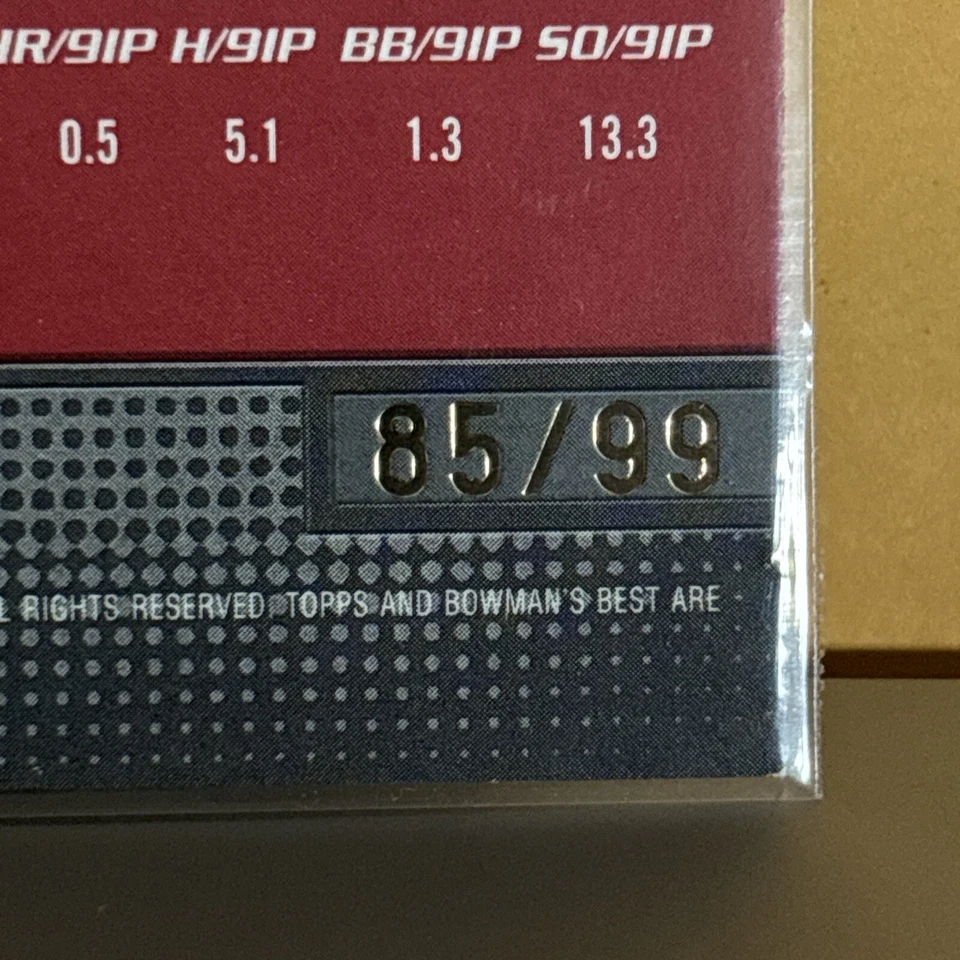 HR/9IP H/9IP BB/9IP SO/9IP
0.5 5.1 1.3 13.3
85/99
RIGHTS RESERVED. TOPPS AND BOWMAN'S BEST ARE